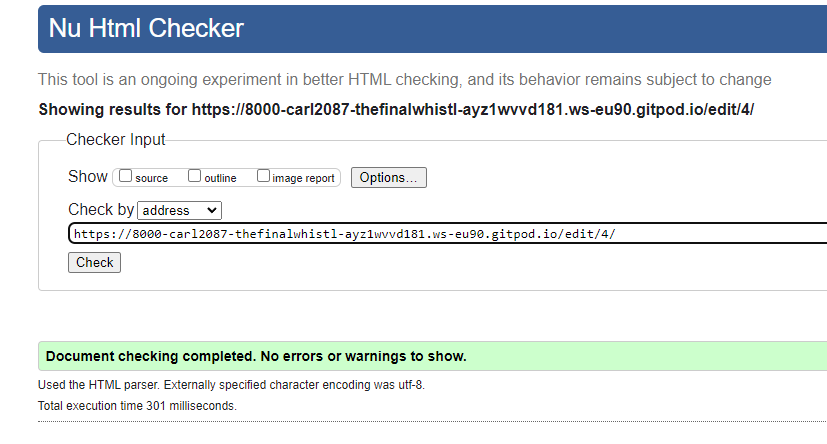 Nu Html Checker
This tool is an ongoing experiment in better HTML checking, and its behavior remains subject to change
Showing results for https://8000-carl2087-thefinalwhistl-ayz1wvvd181.ws-eu90.gitpod.io/edit/4/
Checker Input
Show source outline image report Options...
Check by address
https://8000-carl2087-thefinalwhistl-ayz1wvvd181.ws-eu90.gitpod.io/edit/4/
Check
Document checking completed. No errors or warnings to show.
Used the HTML parser. Externally specified character encoding was utf-8.
Total execution time 301 milliseconds.